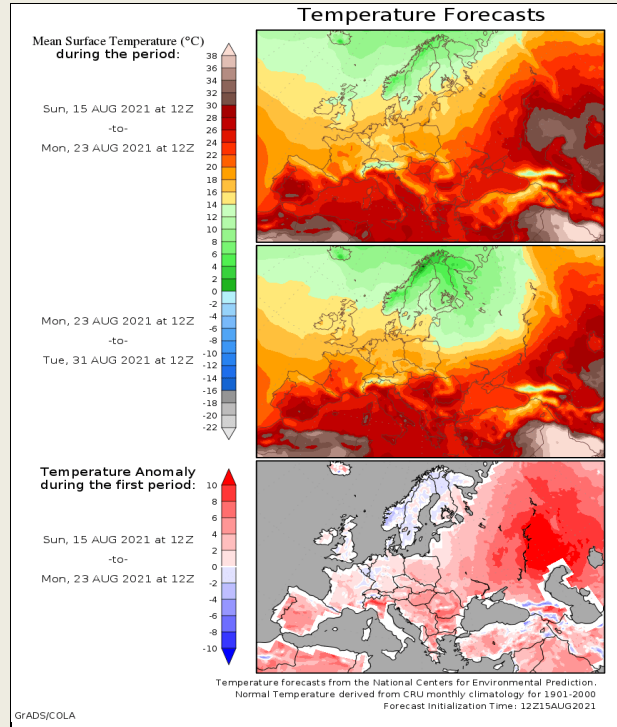 Temperature Forecasts
Mean Surface Temperature (°C)
during the period:
Sun, 15 AUG 2021 at 12Z
-to-
Mon, 23 AUG 2021 at 12Z
38
36
34
32
30
28
26
24
22
20
18
16
14
12
10
8
6
4
2
0
-2
-4
-6
-8
-10
-12
-14
-16
-18
-20
-22
Mon, 23 AUG 2021 at 12Z
-to-
Tue, 31 AUG 2021 at 12Z
Temperature Anomaly
during the first period:
Sun, 15 AUG 2021 at 12Z
-to-
Mon, 23 AUG 2021 at 12Z
10
8
6
4
2
0
-2
-4
-6
-8
-10
Temperature forecasts from the National Centers for Environmental Prediction.
Normal Temperature derived from CRU monthly climatology for 1901-2000
Forecast Initialization Time: 12Z15AUG2021
GrADS/COLA